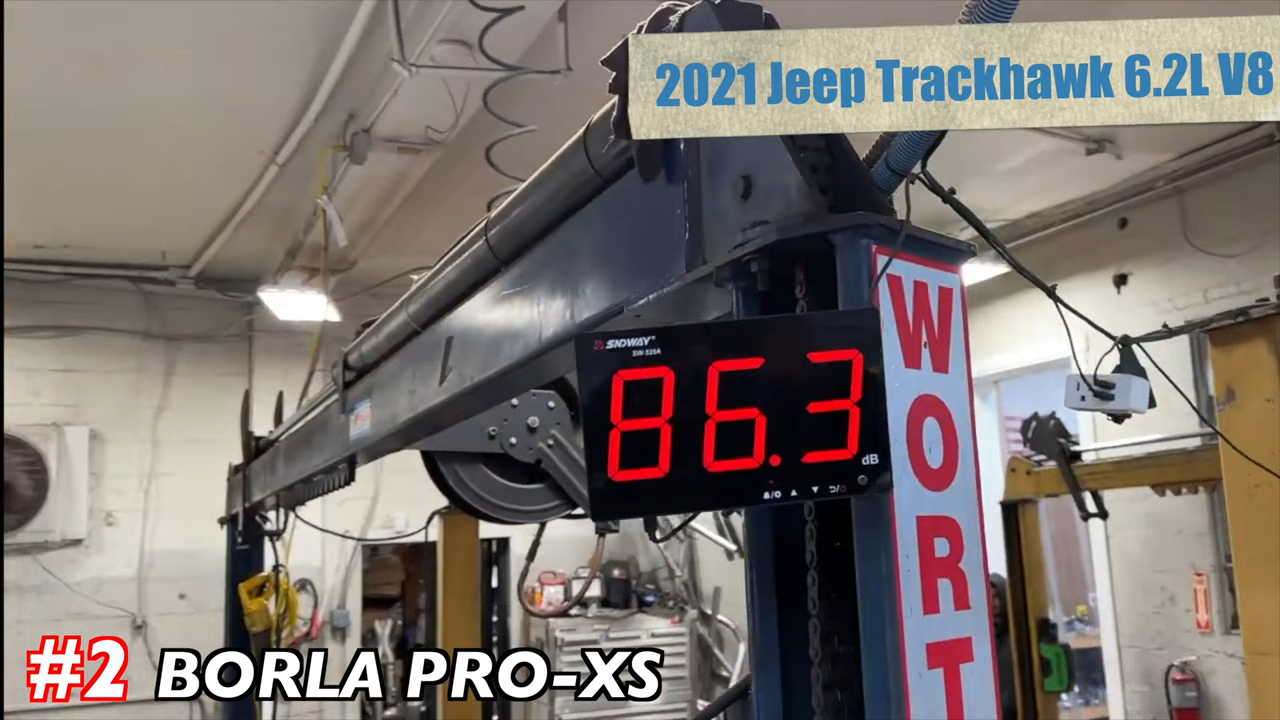 2021 Jeep Trackhawk 6.2L V8
SNDWAY
SW-525A
86.3
dB
WORT
#2 BORLA PRO-XS